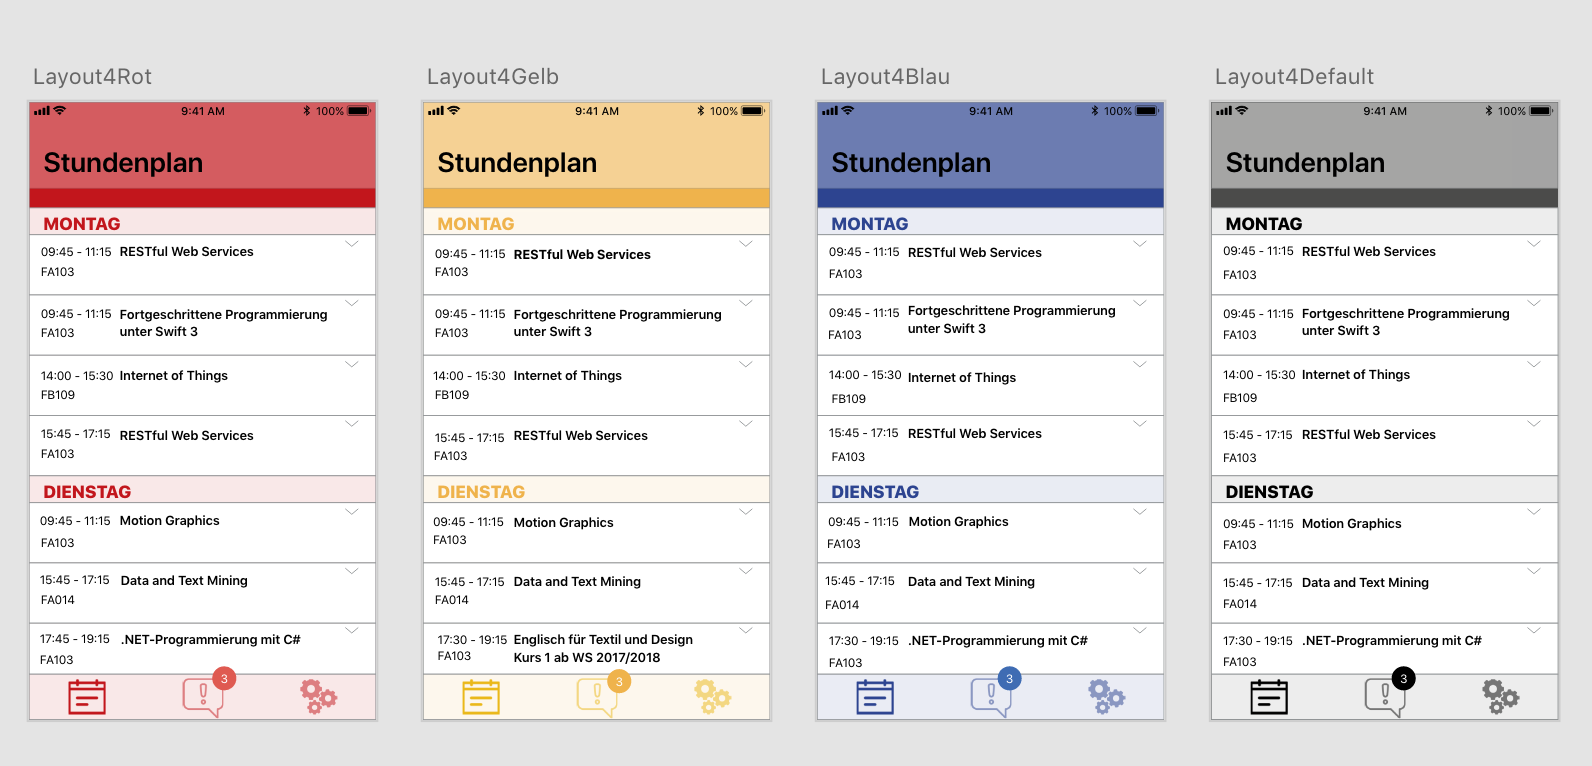 Layout4Rot
9:41 AM 100%
Stundenplan
MONTAG
09:45 - 11:15 RESTful Web Services
FA103
09:45 - 11:15 Fortgeschrittene Programmierung
FA103 unter Swift 3
14:00 - 15:30 Internet of Things
FB109
15:45 - 17:15 RESTful Web Services
FA103
DIENSTAG
09:45 - 11:15 Motion Graphics
FA103
15:45 - 17:15 Data and Text Mining
FA014
17:45 - 19:15 .NET-Programmierung mit C#
FA103
3
Layout4Gelb
9:41 AM 100%
Stundenplan
MONTAG
09:45 - 11:15 RESTful Web Services
FA103
09:45 - 11:15 Fortgeschrittene Programmierung
FA103 unter Swift 3
14:00 - 15:30 Internet of Things
FB109
15:45 - 17:15 RESTful Web Services
FA103
DIENSTAG
09:45 - 11:15 Motion Graphics
FA103
15:45 - 17:15 Data and Text Mining
FA014
17:30 - 19:15 Englisch für Textil und Design
FA103 Kurs 1 ab WS 2017/2018
3
Layout4Blau
9:41 AM 100%
Stundenplan
MONTAG
09:45 - 11:15 RESTful Web Services
FA103
09:45 - 11:15 Fortgeschrittene Programmierung
FA103 unter Swift 3
14:00 - 15:30 Internet of Things
FB109
15:45 - 17:15 RESTful Web Services
FA103
DIENSTAG
09:45 - 11:15 Motion Graphics
FA103
15:45 - 17:15 Data and Text Mining
FA014
17:30 - 19:15 .NET-Programmierung mit C#
FA103
3
Layout4Default
9:41 AM 100%
Stundenplan
MONTAG
09:45 - 11:15 RESTful Web Services
FA103
09:45 - 11:15 Fortgeschrittene Programmierung
FA103 unter Swift 3
14:00 - 15:30 Internet of Things
FB109
15:45 - 17:15 RESTful Web Services
FA103
DIENSTAG
09:45 - 11:15 Motion Graphics
FA103
15:45 - 17:15 Data and Text Mining
FA014
17:30 - 19:15 .NET-Programmierung mit C#
FA103
3